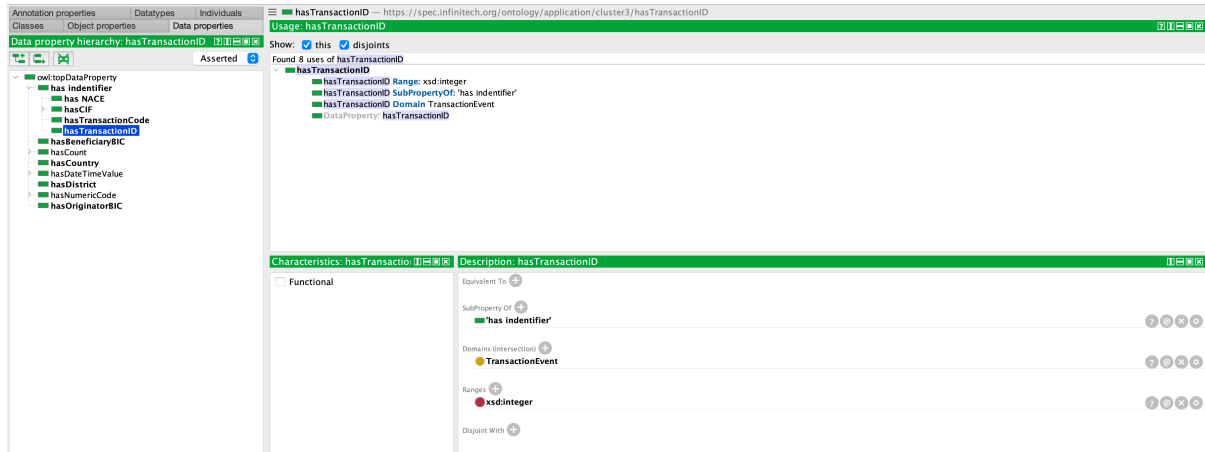 Annotation properties Datatypes Individuals
Classes Object properties Data properties
Data property hierarchy: hasTransactionID
Asserted
owl:topDataProperty
has indentifier
has NACE
hasCIF
hasTransactionCode
hasTransactionID
hasBeneficiaryBIC
hasCount
hasCountry
hasDateTimeValue
hasDistrict
hasNumericCode
hasOriginatorBIC
hasTransactionID — https://spec.infinitech.org/ontology/application/cluster3/hasTransactionID
Usage: hasTransactionID
Show: this disjoints
Found 8 uses of hasTransactionID
hasTransactionID
hasTransactionID Range: xsd:integer
hasTransactionID SubPropertyOf: 'has indentifier'
hasTransactionID Domain TransactionEvent
DataProperty: hasTransactionID
Characteristics: hasTransactio
Functional
Description: hasTransactionID
Equivalent To
SubProperty Of
'has indentifier'
Domains (intersection)
TransactionEvent
Ranges
xsd:integer
Disjoint With